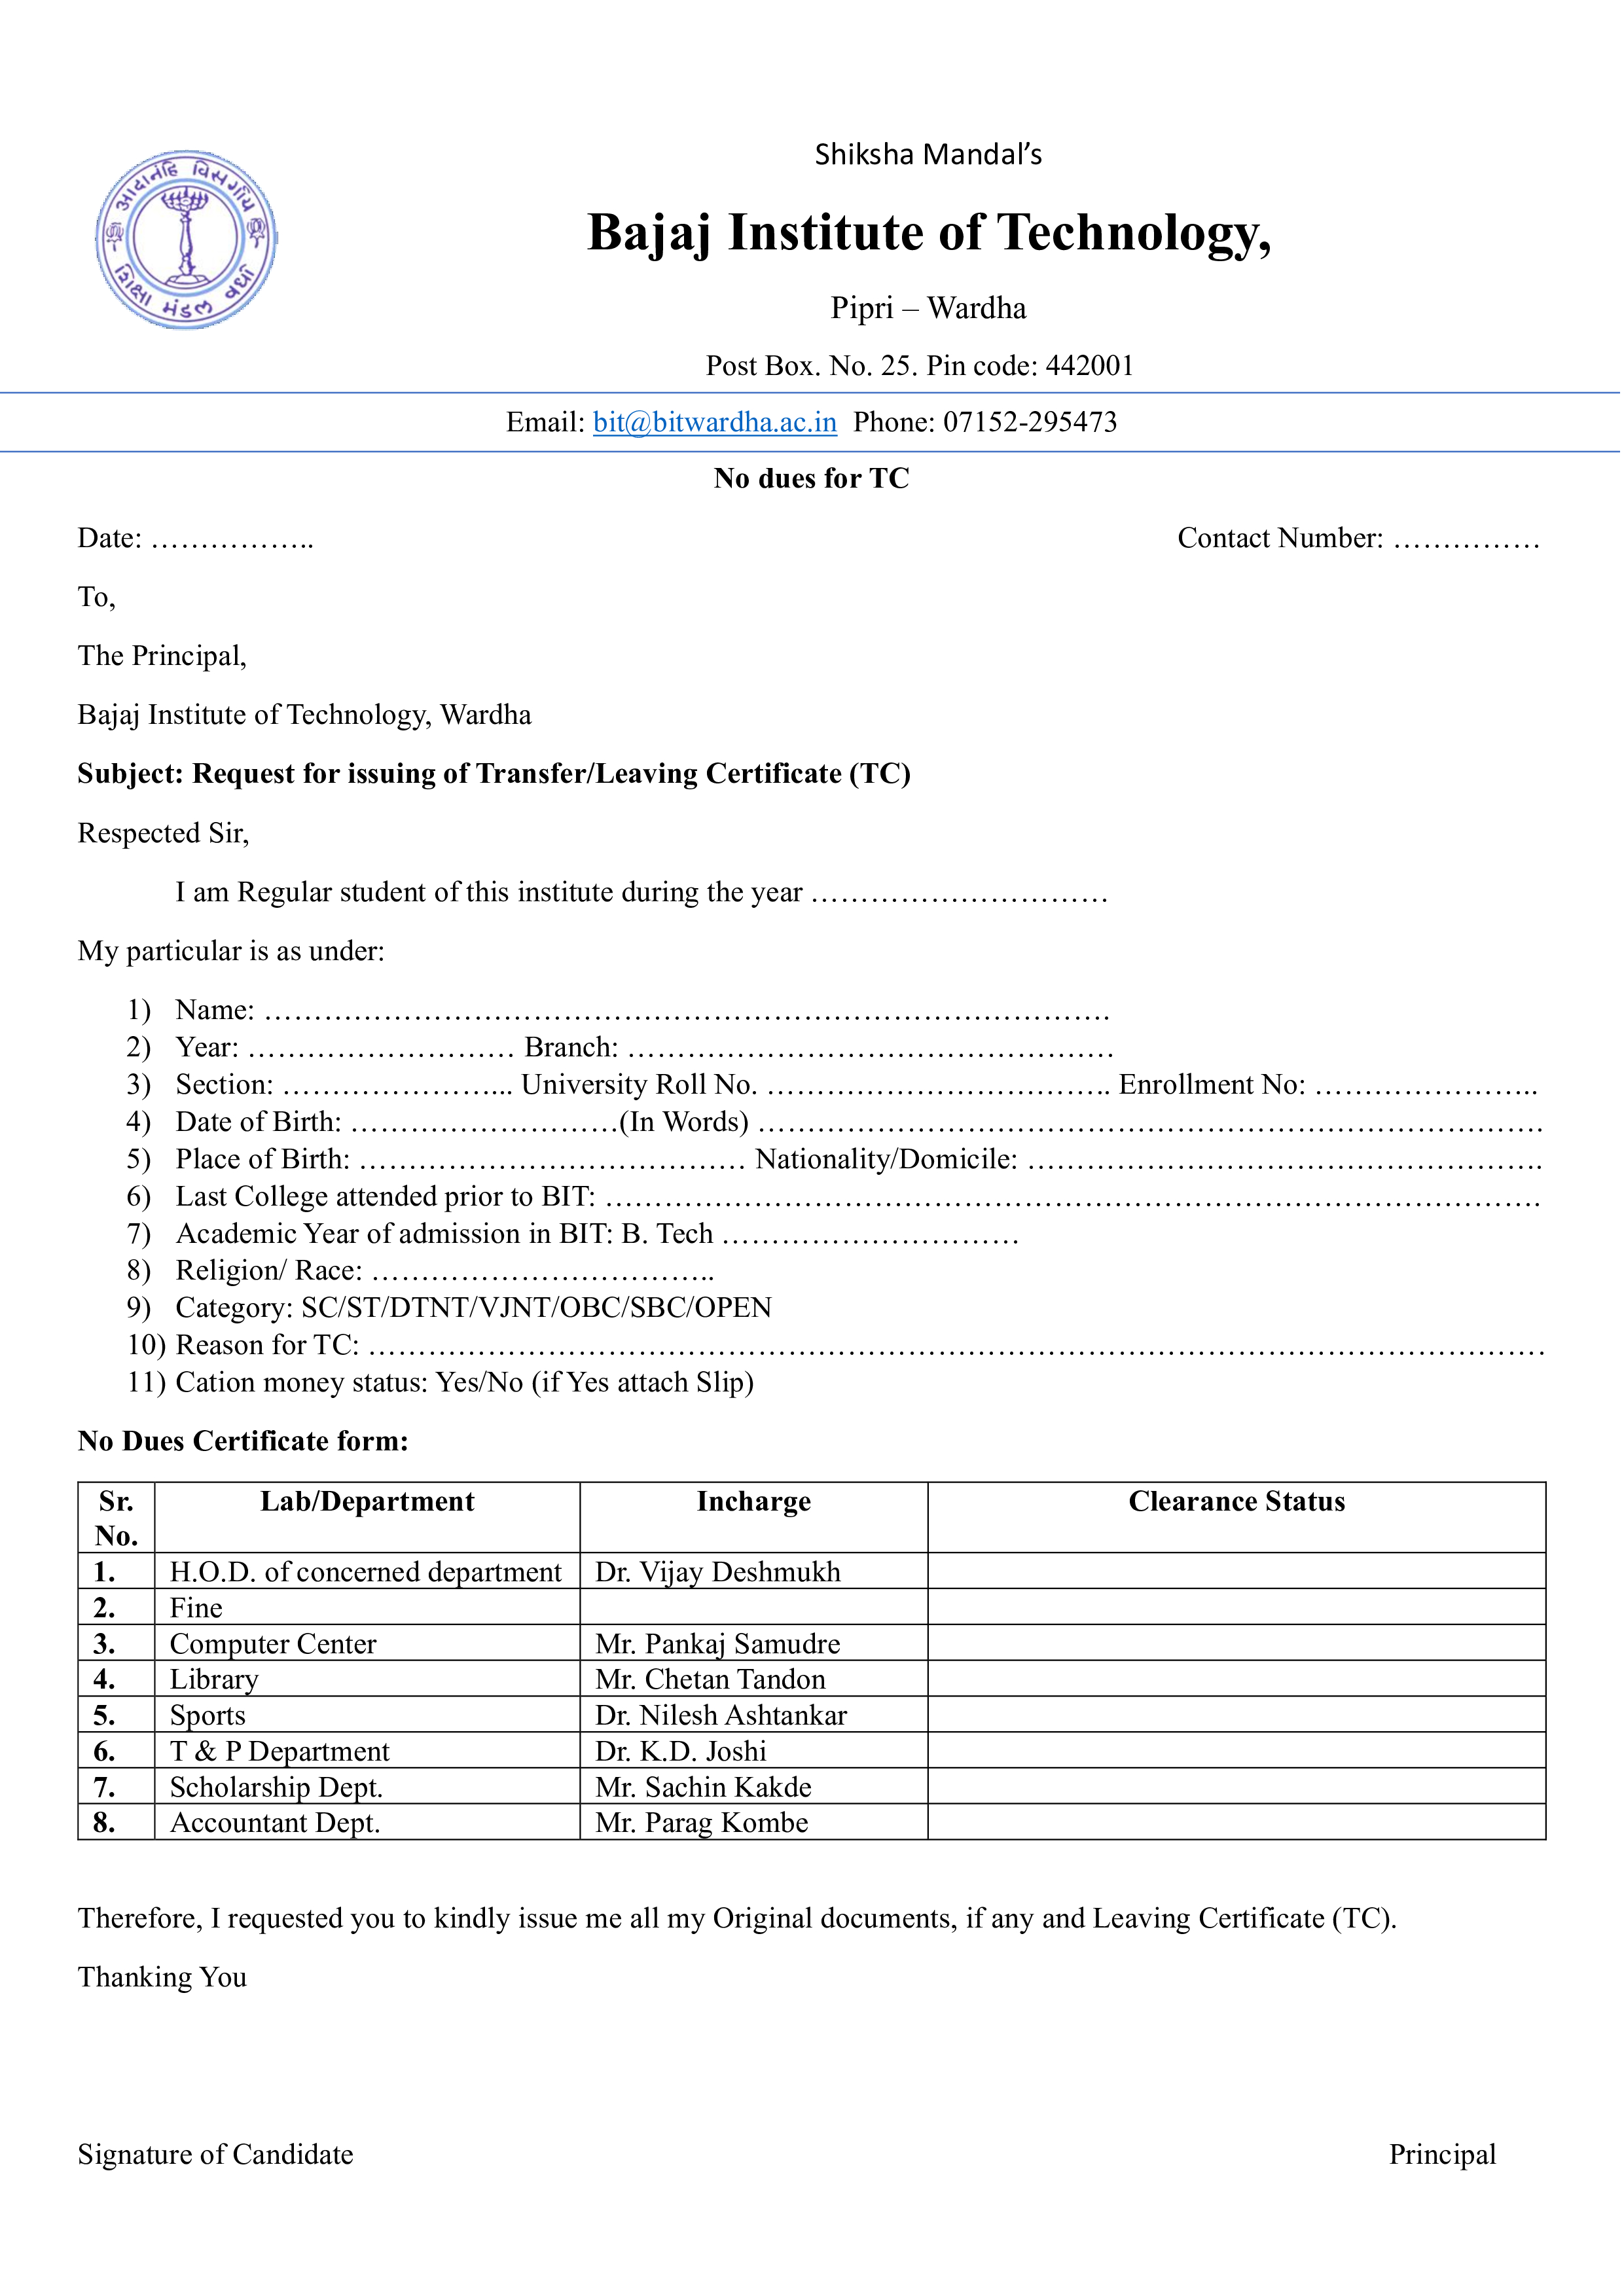 આદાનંહિ વિસર્ગાય
શિક્ષા મંડલ વર્ધા
Shiksha Mandal’s
Bajaj Institute of Technology,
Pipri – Wardha
Post Box. No. 25. Pin code: 442001
Email: bit@bitwardha.ac.in  Phone: 07152-295473
No dues for TC
Date: …………….. Contact Number: ……………
To,
The Principal,
Bajaj Institute of Technology, Wardha
Subject: Request for issuing of Transfer/Leaving Certificate (TC)
Respected Sir,
I am Regular student of this institute during the year …………………………
My particular is as under:
1) Name: ………………………………………………………………………….
2) Year: ……………………… Branch: …………………………………………
3) Section: …………………... University Roll No. …………………………….. Enrollment No: …………………..
4) Date of Birth: ………………………(In Words) …………………………………………………………………….
5) Place of Birth: ………………………………… Nationality/Domicile: …………………………………………….
6) Last College attended prior to BIT: ………………………………………………………………………………….
7) Academic Year of admission in BIT: B. Tech …………………………
8) Religion/ Race: ……………………………..
9) Category: SC/ST/DTNT/VJNT/OBC/SBC/OPEN
10) Reason for TC: …………………………………………………………………………………………………………
11) Cation money status: Yes/No (if Yes attach Slip)
No Dues Certificate form:
Sr. No. Lab/Department Incharge Clearance Status
1. H.O.D. of concerned department Dr. Vijay Deshmukh
2. Fine
3. Computer Center Mr. Pankaj Samudre
4. Library Mr. Chetan Tandon
5. Sports Dr. Nilesh Ashtankar
6. T & P Department Dr. K.D. Joshi
7. Scholarship Dept. Mr. Sachin Kakde
8. Accountant Dept. Mr. Parag Kombe
Therefore, I requested you to kindly issue me all my Original documents, if any and Leaving Certificate (TC).
Thanking You
Signature of Candidate Principal